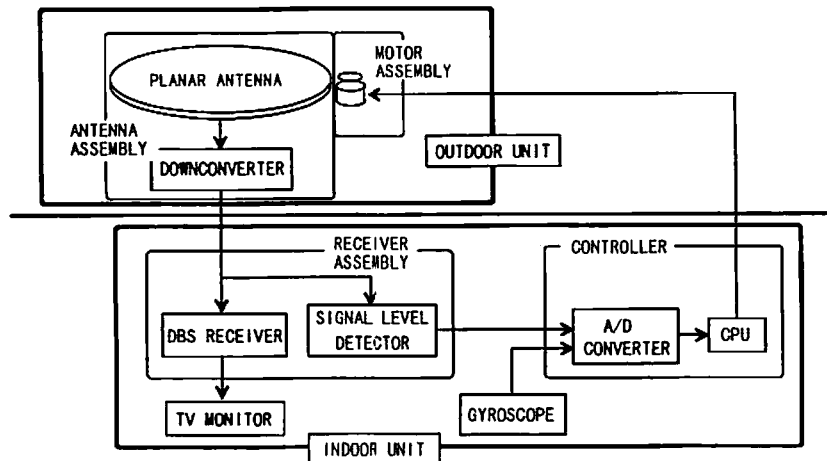 MOTOR
ASSEMBLY
PLANAR ANTENNA
ANTENNA
ASSEMBLY
DOWNCONVERTER
OUTDOOR UNIT
RECEIVER
ASSEMBLY
CONTROLLER
DBS RECEIVER
SIGNAL LEVEL
DETECTOR
A/D
CONVERTER
CPU
TV MONITOR
GYROSCOPE
INDOOR UNIT